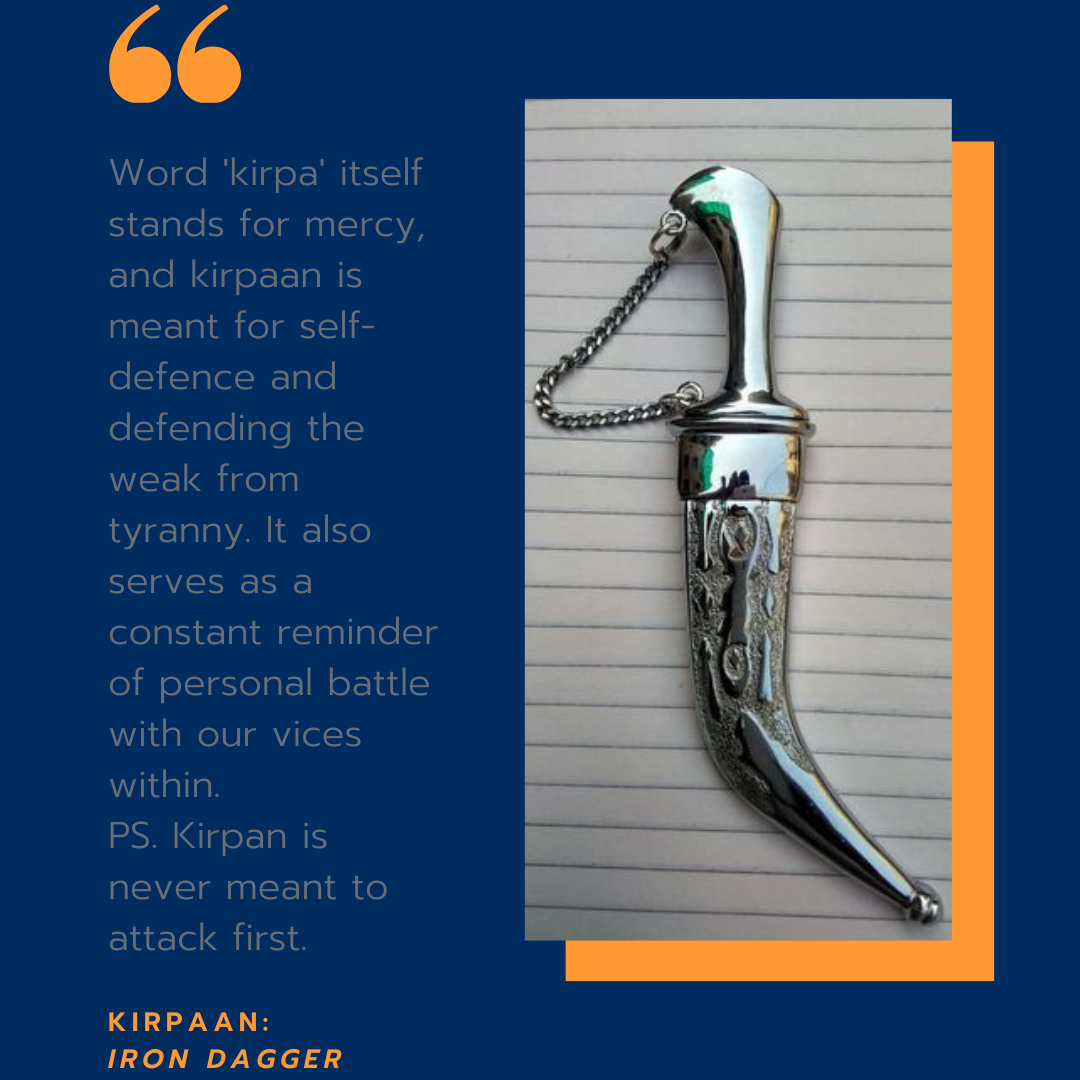 Word 'kirpa' itself
stands for mercy,
and kirpaan is
meant for self-
defence and
defending the
weak from
tyranny. It also
serves as a
constant reminder
of personal battle
with our vices
within.
PS. Kirpan is
never meant to
attack first.
KIRPAAN:
IRON DAGGER